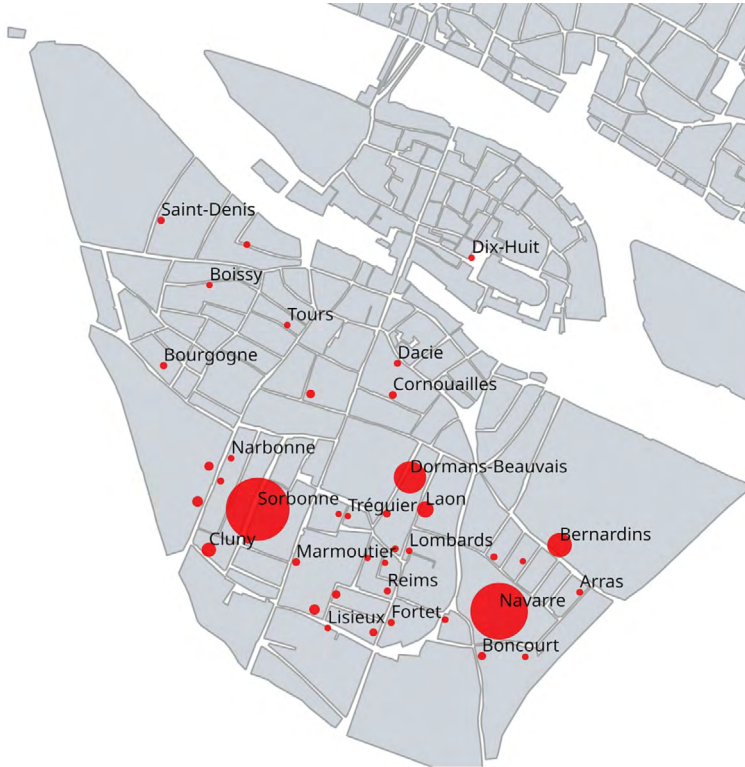 Saint-Denis
Dix-Huit
Boissy
Tours
Bourgogne
Dacie
Cornouailles
Narbonne
Dormans-Beauvais
Sorbonne
Tréguier
Laon
Cluny
Marmoutier
Lombards
Bernardins
Reims
Arras
Navarre
Lisieux
Fortet
Boncourt